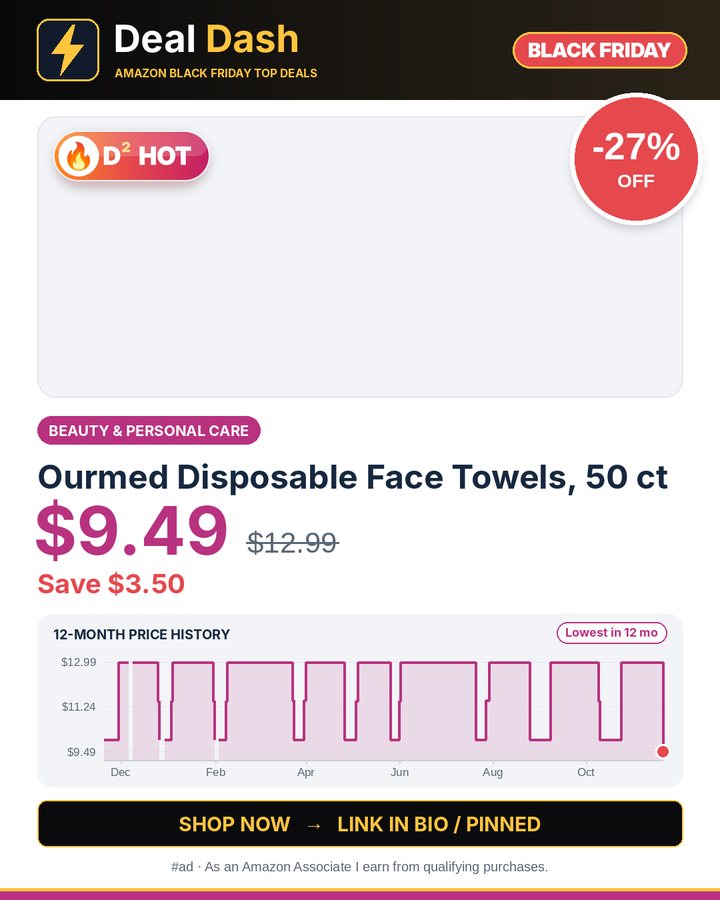 Deal Dash
AMAZON BLACK FRIDAY TOP DEALS
BLACK FRIDAY
D² HOT
-27%
OFF
BEAUTY & PERSONAL CARE
Ourmed Disposable Face Towels, 50 ct
$9.49 $12.99
Save $3.50
12-MONTH PRICE HISTORY
Lowest in 12 mo
$12.99
$11.24
$9.49
Dec Feb Apr Jun Aug Oct
SHOP NOW → LINK IN BIO / PINNED
#ad · As an Amazon Associate I earn from qualifying purchases.